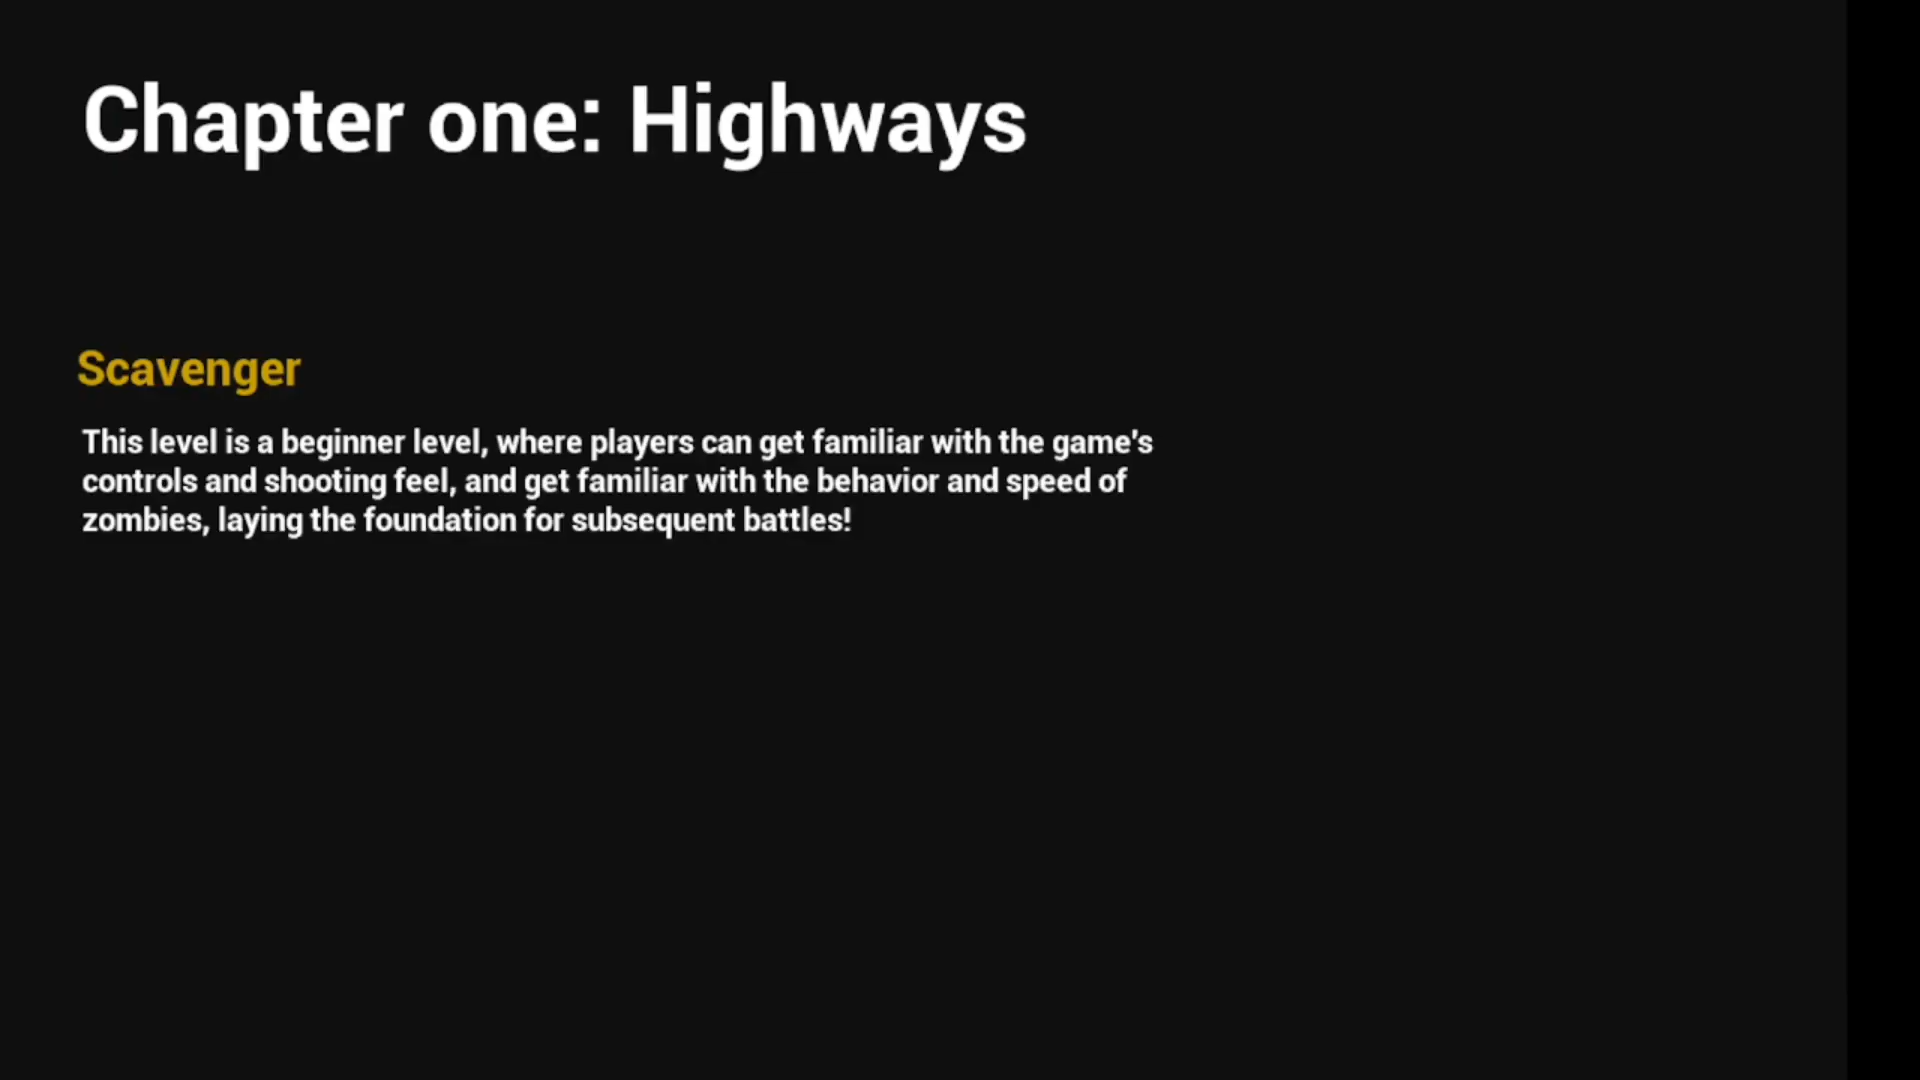 Chapter one: Highways
Scavenger
This level is a beginner level, where players can get familiar with the game's
controls and shooting feel, and get familiar with the behavior and speed of
zombies, laying the foundation for subsequent battles!